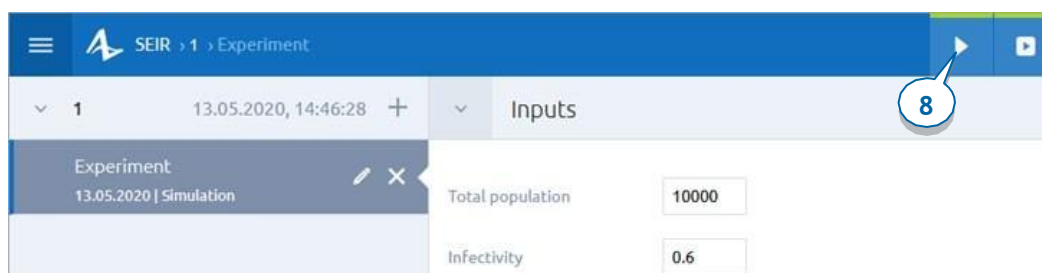 SEIR › 1 › Experiment
1 13.05.2020, 14:46:28
Inputs
8
Experiment
13.05.2020 | Simulation
Total population 10000
Infectivity 0.6